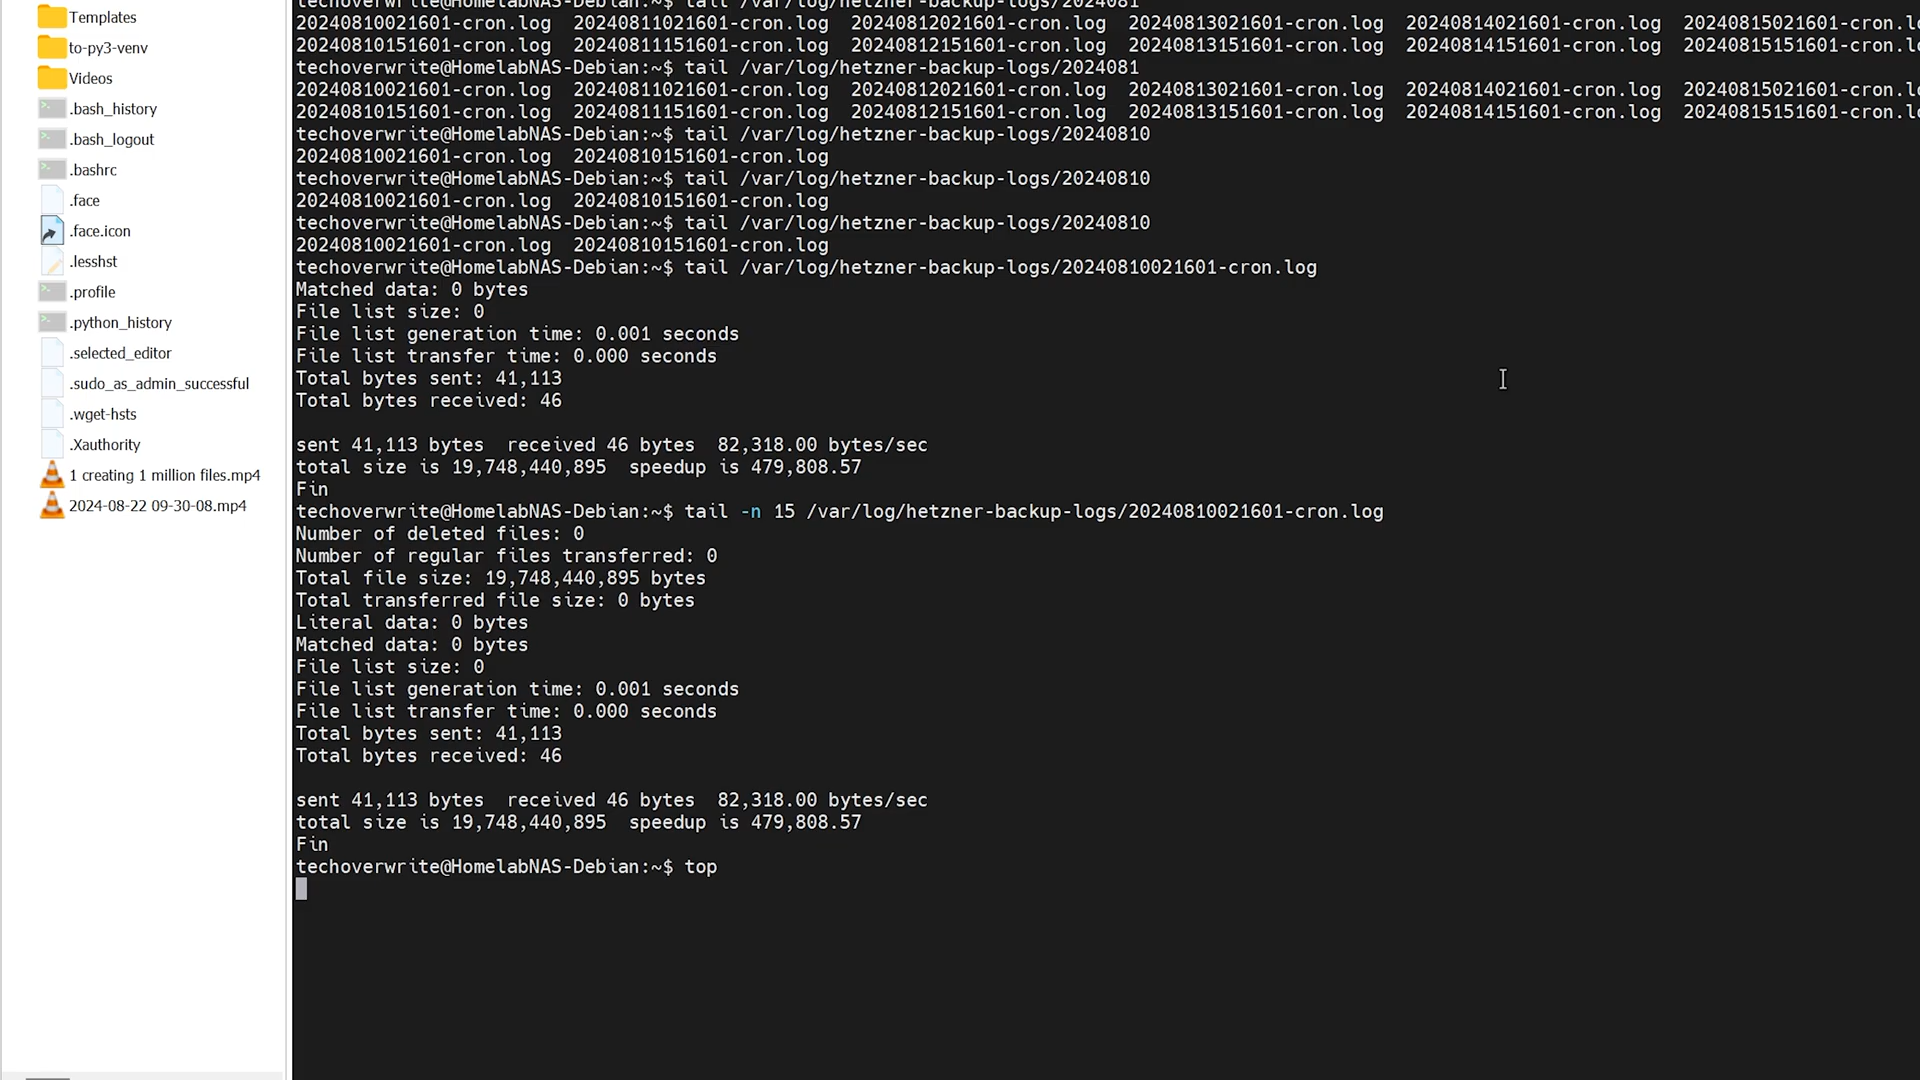 Templates
to-py3-venv
Videos
.bash_history
.bash_logout
.bashrc
.face
.face.icon
.lesshst
.profile
.python_history
.selected_editor
.sudo_as_admin_successful
.wget-hsts
.Xauthority
1 creating 1 million files.mp4
2024-08-22 09-30-08.mp4
techoverwrite@HomelabNAS-Debian:~$ tail /var/log/hetzner-backup-logs/2024081
20240810021601-cron.log  20240811021601-cron.log  20240812021601-cron.log  20240813021601-cron.log  20240814021601-cron.log  20240815021601-cron.l
20240810151601-cron.log  20240811151601-cron.log  20240812151601-cron.log  20240813151601-cron.log  20240814151601-cron.log  20240815151601-cron.l
techoverwrite@HomelabNAS-Debian:~$ tail /var/log/hetzner-backup-logs/2024081
20240810021601-cron.log  20240811021601-cron.log  20240812021601-cron.log  20240813021601-cron.log  20240814021601-cron.log  20240815021601-cron.l
20240810151601-cron.log  20240811151601-cron.log  20240812151601-cron.log  20240813151601-cron.log  20240814151601-cron.log  20240815151601-cron.l
techoverwrite@HomelabNAS-Debian:~$ tail /var/log/hetzner-backup-logs/20240810
20240810021601-cron.log  20240810151601-cron.log
techoverwrite@HomelabNAS-Debian:~$ tail /var/log/hetzner-backup-logs/20240810
20240810021601-cron.log  20240810151601-cron.log
techoverwrite@HomelabNAS-Debian:~$ tail /var/log/hetzner-backup-logs/20240810
20240810021601-cron.log  20240810151601-cron.log
techoverwrite@HomelabNAS-Debian:~$ tail /var/log/hetzner-backup-logs/20240810021601-cron.log
Matched data: 0 bytes
File list size: 0
File list generation time: 0.001 seconds
File list transfer time: 0.000 seconds
Total bytes sent: 41,113
Total bytes received: 46
sent 41,113 bytes  received 46 bytes  82,318.00 bytes/sec
total size is 19,748,440,895  speedup is 479,808.57
Fin
techoverwrite@HomelabNAS-Debian:~$ tail -n 15 /var/log/hetzner-backup-logs/20240810021601-cron.log
Number of deleted files: 0
Number of regular files transferred: 0
Total file size: 19,748,440,895 bytes
Total transferred file size: 0 bytes
Literal data: 0 bytes
Matched data: 0 bytes
File list size: 0
File list generation time: 0.001 seconds
File list transfer time: 0.000 seconds
Total bytes sent: 41,113
Total bytes received: 46
sent 41,113 bytes  received 46 bytes  82,318.00 bytes/sec
total size is 19,748,440,895  speedup is 479,808.57
Fin
techoverwrite@HomelabNAS-Debian:~$ top